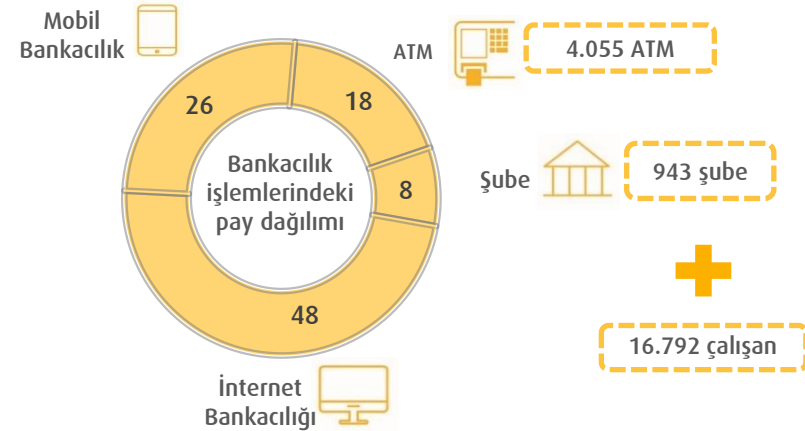 Mobil
Bankacılık
ATM
4.055 ATM
26
18
Bankacılık
işlemlerindeki
pay dağılımı
8
Şube
943 şube
48
16.792 çalışan
İnternet
Bankacılığı